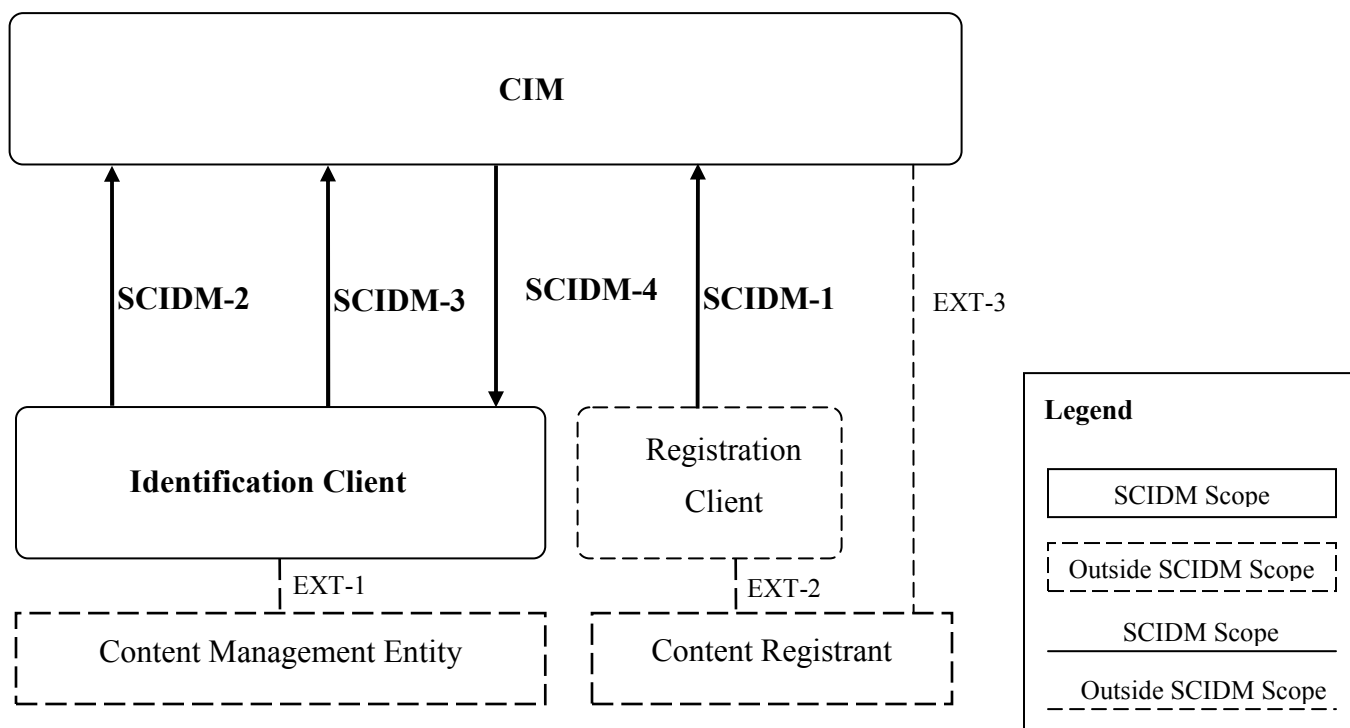 CIM
SCIDM-2
SCIDM-3
SCIDM-4
SCIDM-1
EXT-3
Identification Client
Registration
Client
EXT-1
EXT-2
Content Management Entity
Content Registrant
Legend
SCIDM Scope
Outside SCIDM Scope
SCIDM Scope
Outside SCIDM Scope